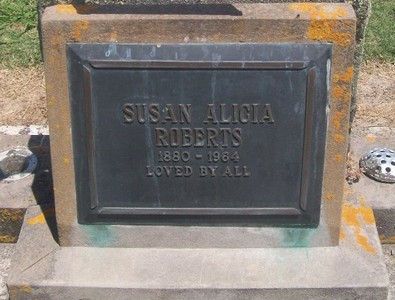 SUSAN ALICIA
ROBERTS
1880 - 1964
LOVED BY ALL